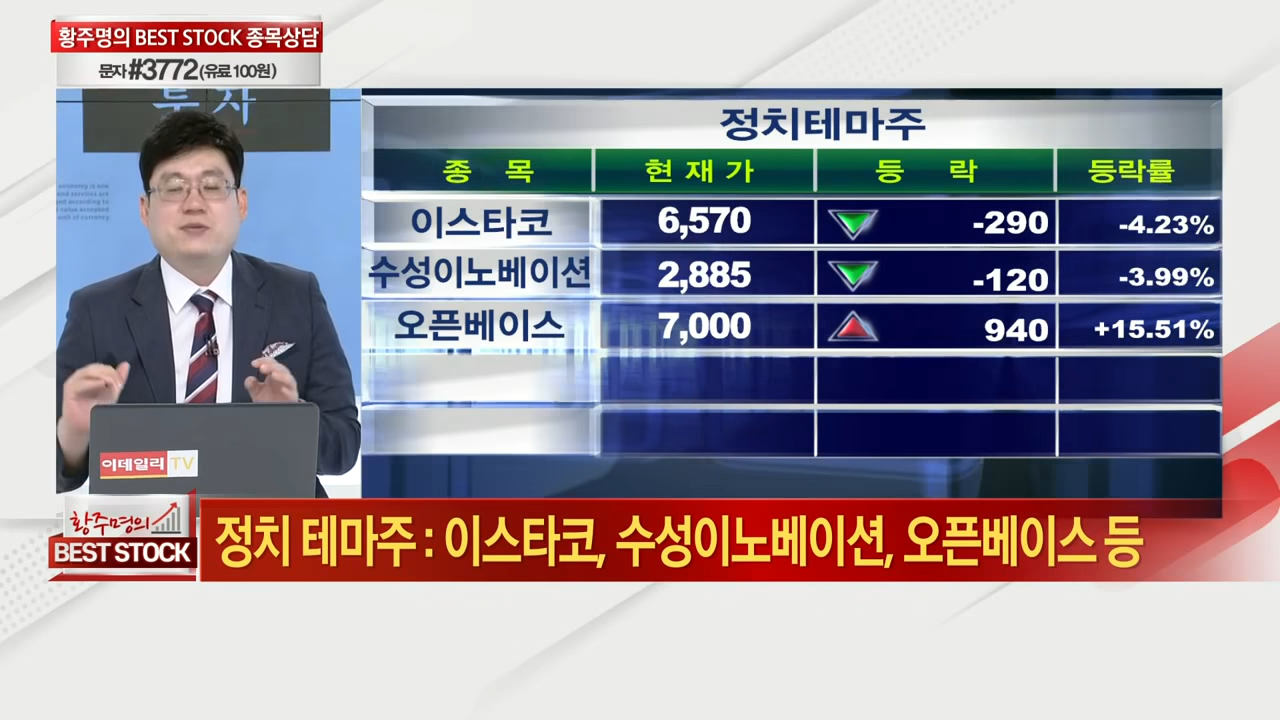 황주명의 BEST STOCK 종목상담
문자 #3772 (유료 100원)
투자
정치테마주
종 목 현 재 가 등 락 등락률
이스타코 6,570 -290 -4.23%
수성이노베이션 2,885 -120 -3.99%
오픈베이스 7,000 940 +15.51%
이데일리 TV
황주명의
BEST STOCK
정치 테마주 : 이스타코, 수성이노베이션, 오픈베이스 등